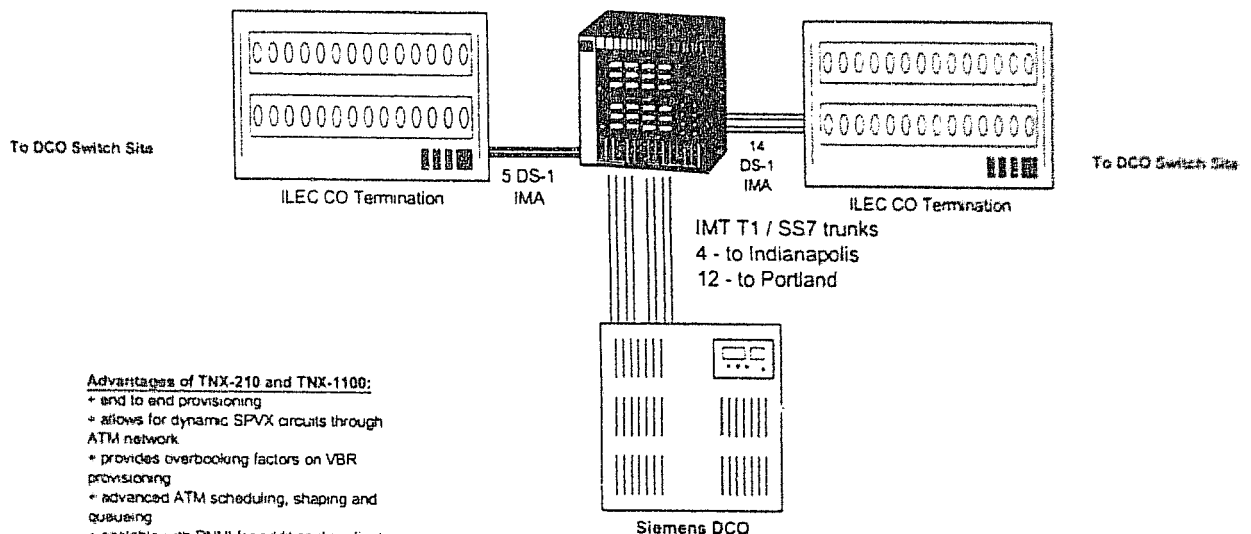 To DCO Switch Site
ILEC CO Termination
5 DS-1
IMA
14
DS-1
IMA
ILEC CO Termination
To DCO Switch Site
IMT T1 / SS7 trunks
4 - to Indianapolis
12 - to Portland
Siemens DCO
Advantages of TNX-210 and TNX-1100:
+ end to end provisioning
+ allows for dynamic SPVX circuits through
ATM network
+ provides overbooking factors on VBR
provisioning
+ advanced ATM scheduling, shaping and
queueing